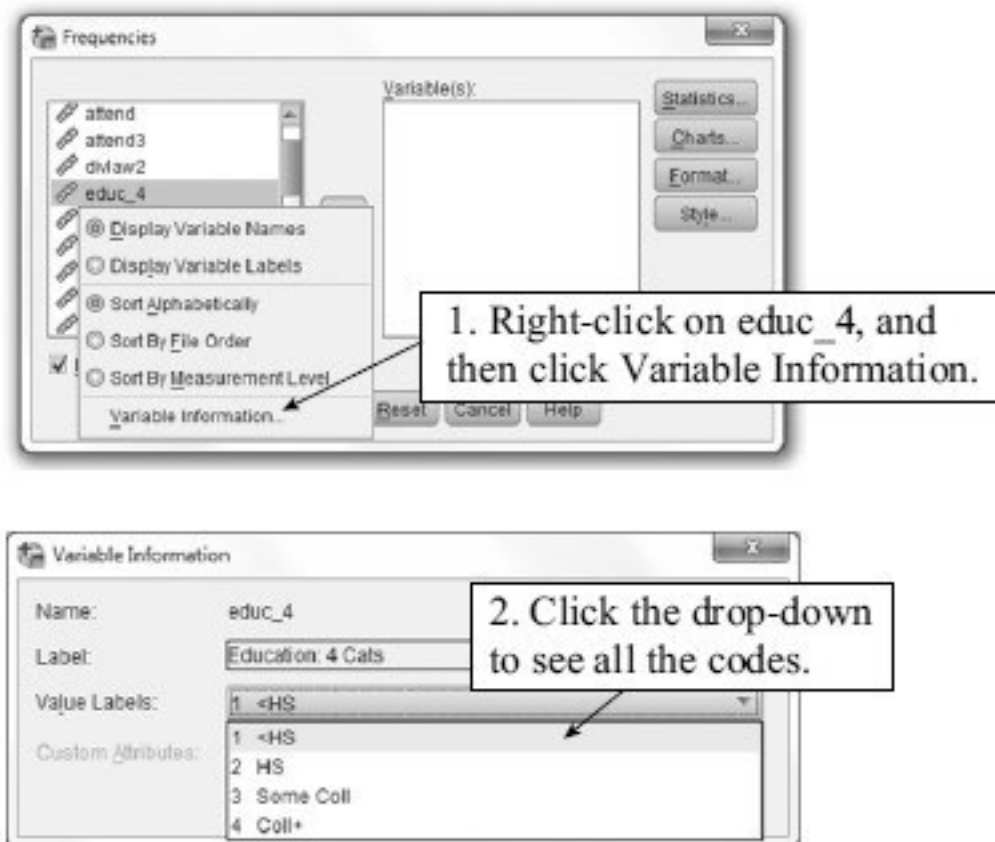 Frequencies
Variable(s):
attend
attend3
divlaw2
educ_4
Statistics...
Charts...
Format...
Style...
Display Variable Names
Display Variable Labels
Sort Alphabetically
Sort By File Order
Sort By Measurement Level
Variable Information...
Reset Cancel Help
1. Right-click on educ_4, and
then click Variable Information.
Variable Information
Name: educ_4
Label: Education: 4 Cats
Value Labels: 1 <HS
Custom Attributes:
1 <HS
2 HS
3 Some Coll
4 Coll+
2. Click the drop-down
to see all the codes.